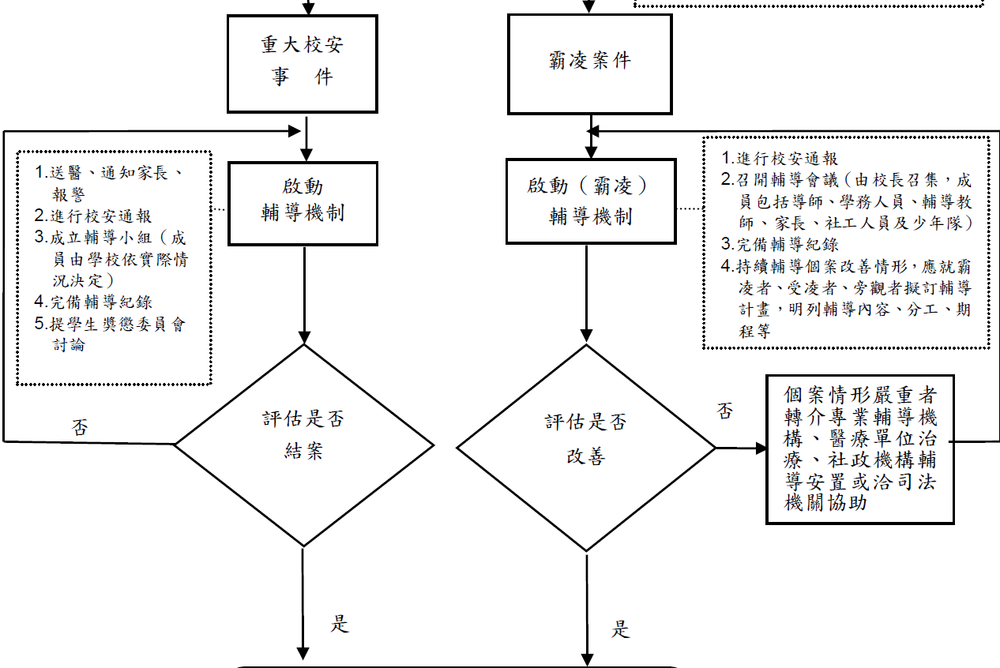 重大校安
事 件
霸凌案件
1.送醫、通知家長、
報警
2.進行校安通報
3.成立輔導小組（成
員由學校依實際情
況決定）
4.完備輔導紀錄
5.提學生獎懲委員會
討論
啟動
輔導機制
啟動（霸凌）
輔導機制
1.進行校安通報
2.召開輔導會議（由校長召集，成
員包括導師、學務人員、輔導教
師、家長、社工人員及少年隊）
3.完備輔導紀錄
4.持續輔導個案改善情形，應就霸
凌者、受凌者、旁觀者擬訂輔導
計畫，明列輔導內容、分工、期
程等
否
評估是否
結案
評估是否
改善
否
個案情形嚴重者
轉介專業輔導機
構、醫療單位治
療、社政機構輔
導安置或洽司法
機關協助
是
是